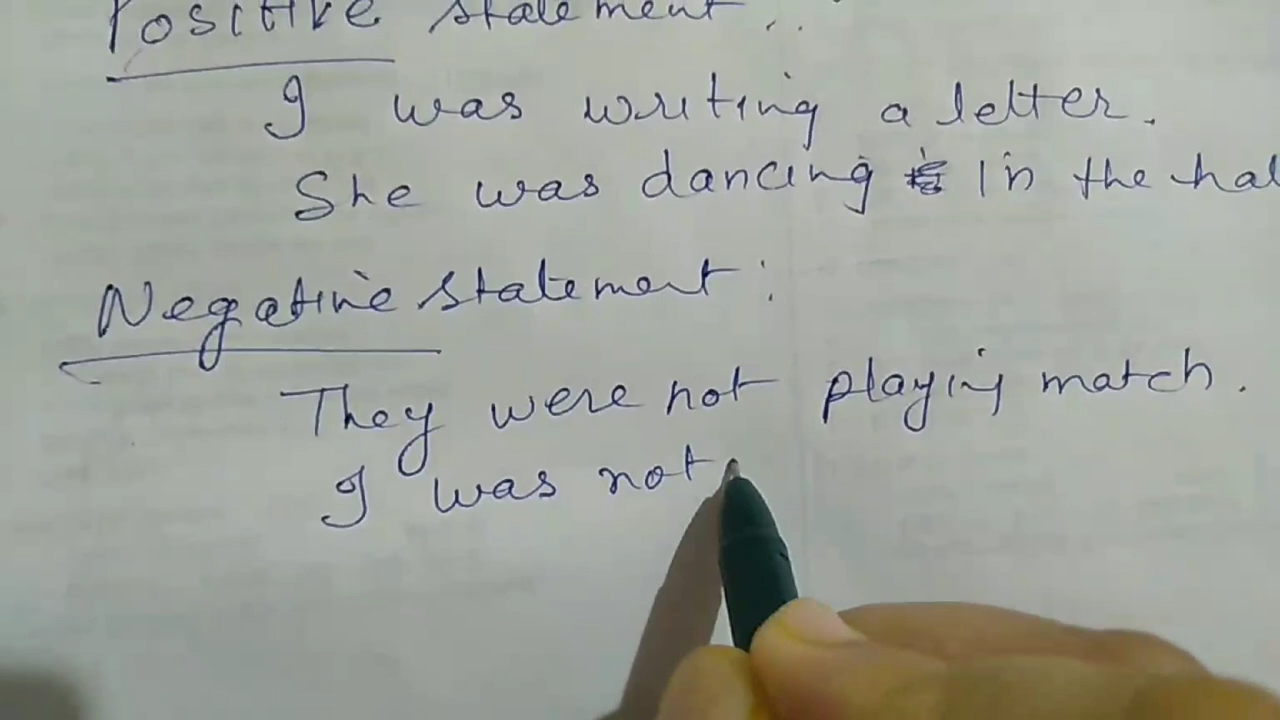 Positive statement..
I was writing a letter.
She was dancing in the hal
Negative statement:
They were not playing match.
I was not